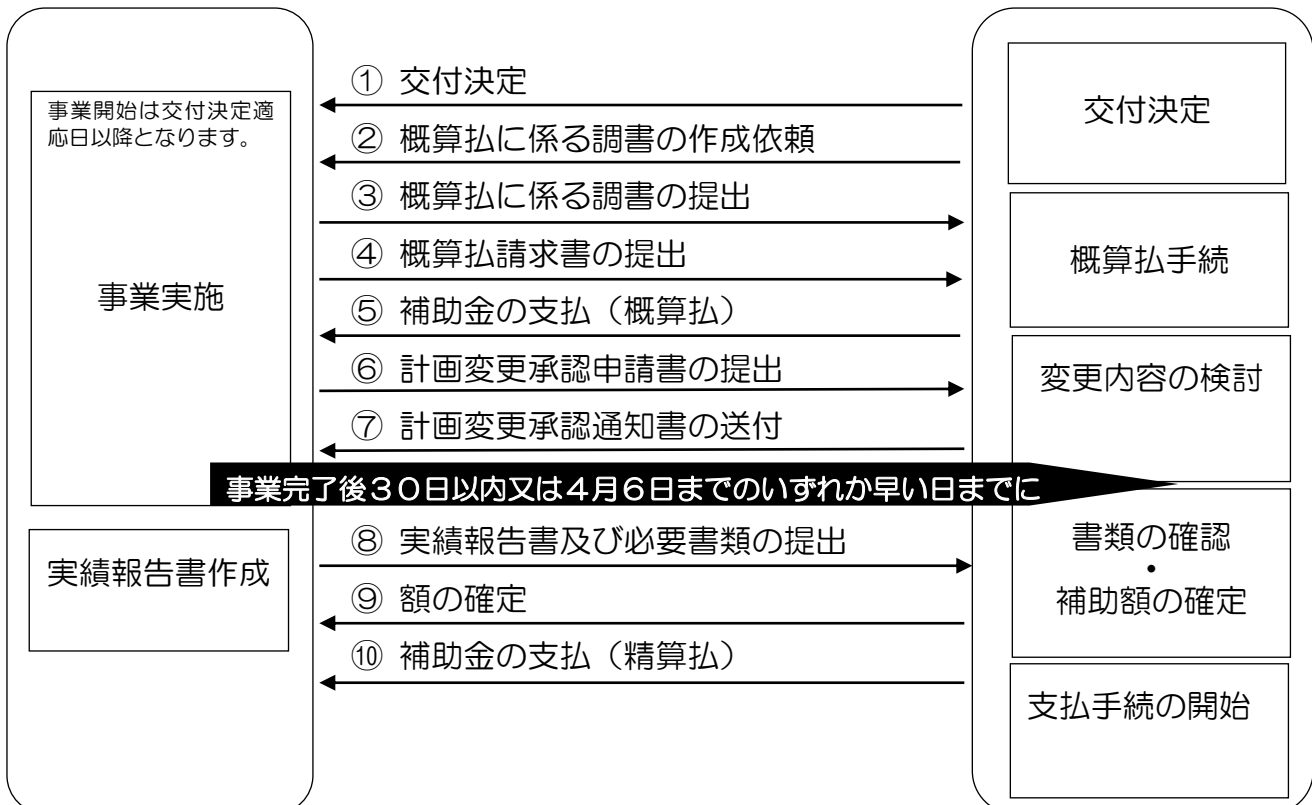 事業開始は交付決定適
応日以降となります。
事業実施
実績報告書作成
① 交付決定
② 概算払に係る調書の作成依頼
③ 概算払に係る調書の提出
④ 概算払請求書の提出
⑤ 補助金の支払（概算払）
⑥ 計画変更承認申請書の提出
⑦ 計画変更承認通知書の送付
事業完了後３０日以内又は４月６日までのいずれか早い日までに
⑧ 実績報告書及び必要書類の提出
⑨ 額の確定
⑩ 補助金の支払（精算払）
交付決定
概算払手続
変更内容の検討
書類の確認
・
補助額の確定
支払手続の開始